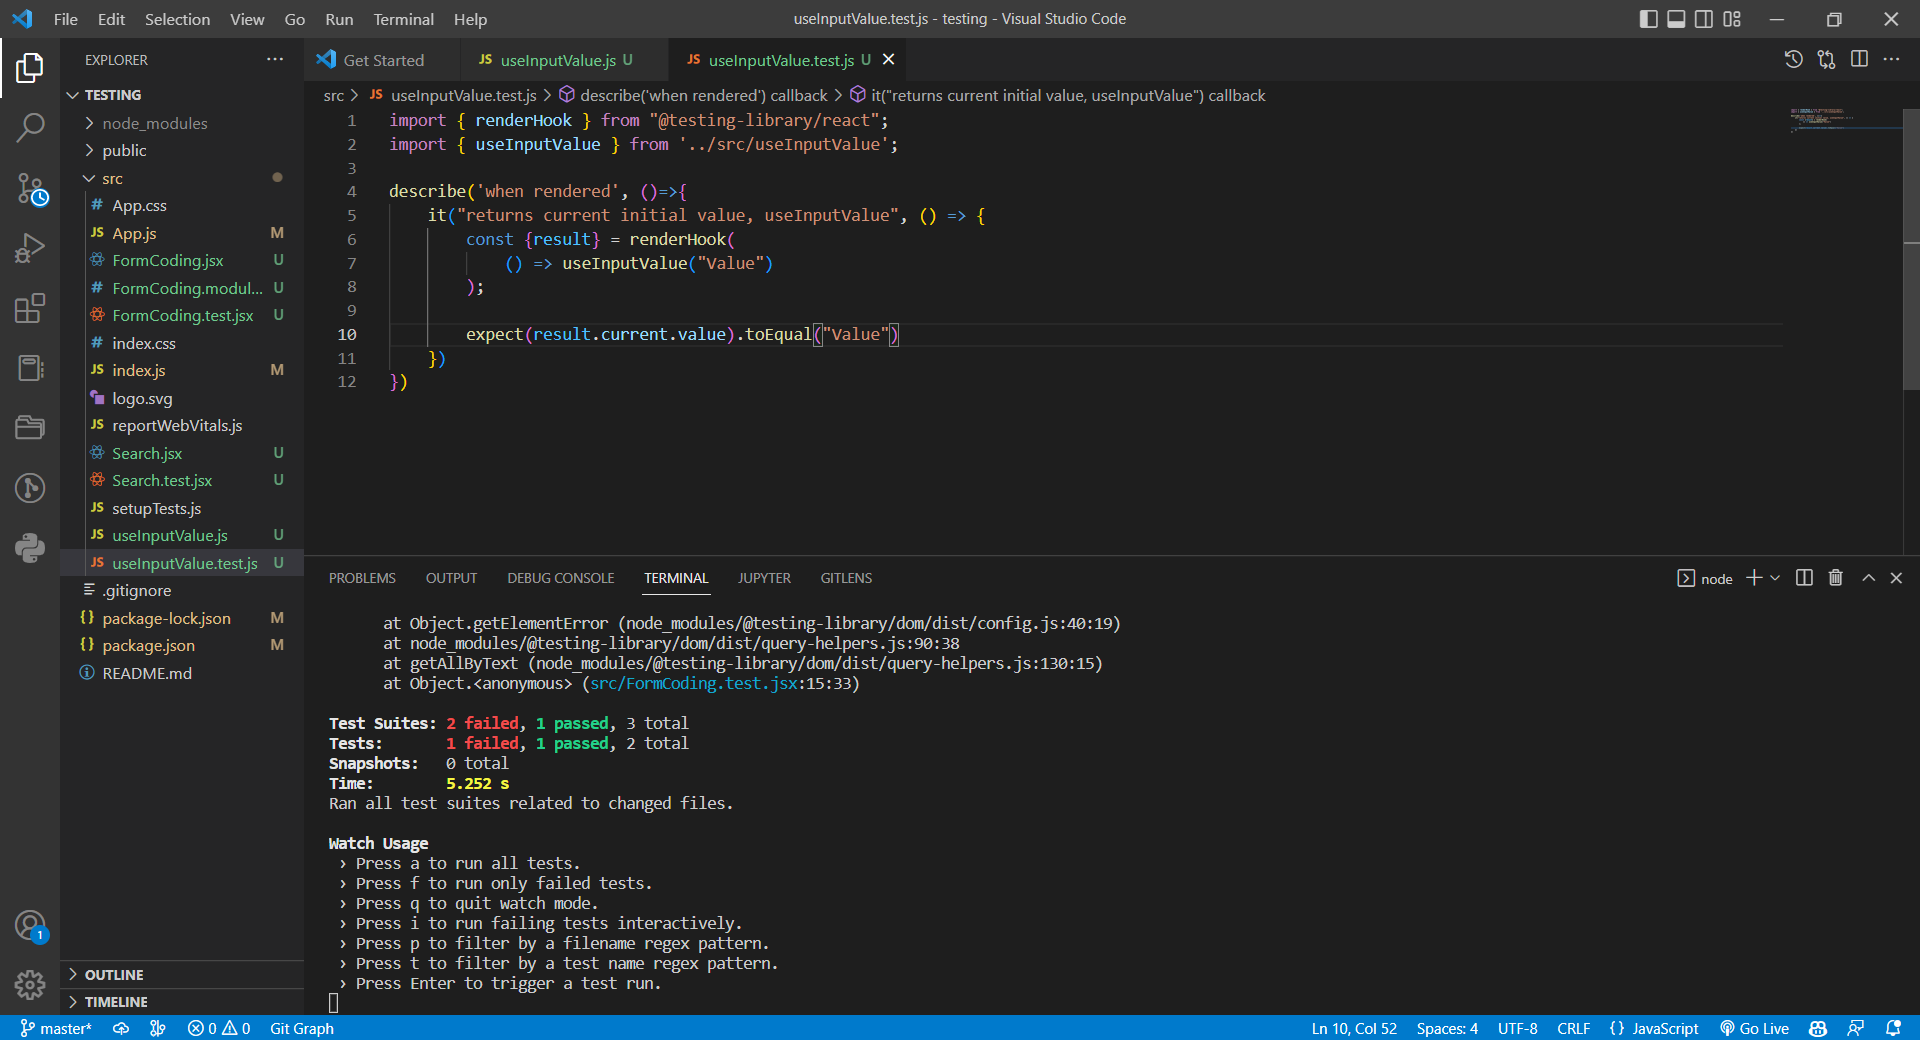 File Edit Selection View Go Run Terminal Help
useInputValue.test.js - testing - Visual Studio Code
EXPLORER
TESTING
node_modules
public
src
# App.css
JS App.js M
FormCoding.jsx U
# FormCoding.modul... U
FormCoding.test.jsx U
# index.css
JS index.js M
logo.svg
JS reportWebVitals.js
Search.jsx U
Search.test.jsx U
JS setupTests.js
JS useInputValue.js U
JS useInputValue.test.js U
.gitignore
{} package-lock.json M
{} package.json M
README.md
OUTLINE
TIMELINE
Get Started
JS useInputValue.js U
JS useInputValue.test.js U
src > JS useInputValue.test.js > describe('when rendered') callback > it("returns current initial value, useInputValue") callback
1 import { renderHook } from "@testing-library/react";
2 import { useInputValue } from '../src/useInputValue';
3
4 describe('when rendered', ()=>{
5 it("returns current initial value, useInputValue", () => {
6 const {result} = renderHook(
7 () => useInputValue("Value")
8 );
9
10 expect(result.current.value).toEqual("Value")
11 })
12 })
PROBLEMS OUTPUT DEBUG CONSOLE TERMINAL JUPYTER GITLENS
node
at Object.getElementError (node_modules/@testing-library/dom/dist/config.js:40:19)
at node_modules/@testing-library/dom/dist/query-helpers.js:90:38
at getAllByText (node_modules/@testing-library/dom/dist/query-helpers.js:130:15)
at Object.<anonymous> (src/FormCoding.test.jsx:15:33)
Test Suites: 2 failed, 1 passed, 3 total
Tests: 1 failed, 1 passed, 2 total
Snapshots: 0 total
Time: 5.252 s
Ran all test suites related to changed files.
Watch Usage
› Press a to run all tests.
› Press f to run only failed tests.
› Press q to quit watch mode.
› Press i to run failing tests interactively.
› Press p to filter by a filename regex pattern.
› Press t to filter by a test name regex pattern.
› Press Enter to trigger a test run.
1
master* 0 0 Git Graph
Ln 10, Col 52 Spaces: 4 UTF-8 CRLF {} JavaScript Go Live